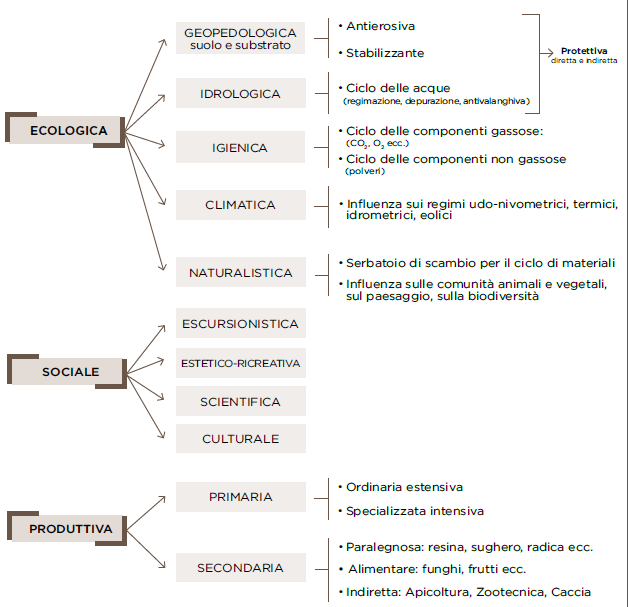 GEOPEDOLOGICA
suolo e substrato
• Antierosiva
• Stabilizzante
Protettiva
diretta e indiretta
IDROLOGICA
• Ciclo delle acque
(regimazione, depurazione, antivalanghiva)
ECOLOGICA
IGIENICA
• Ciclo delle componenti gassose:
(CO₂, O₂ ecc.)
• Ciclo delle componenti non gassose
(polveri)
CLIMATICA
• Influenza sui regimi udo-nivometrici, termici,
idrometrici, eolici
NATURALISTICA
• Serbatoio di scambio per il ciclo di materiali
• Influenza sulle comunità animali e vegetali,
sul paesaggio, sulla biodiversità
SOCIALE
ESCURSIONISTICA
ESTETICO-RICREATIVA
SCIENTIFICA
CULTURALE
PRODUTTIVA
PRIMARIA
• Ordinaria estensiva
• Specializzata intensiva
SECONDARIA
• Paralegnosa: resina, sughero, radica ecc.
• Alimentare: funghi, frutti ecc.
• Indiretta: Apicoltura, Zootecnica, Caccia